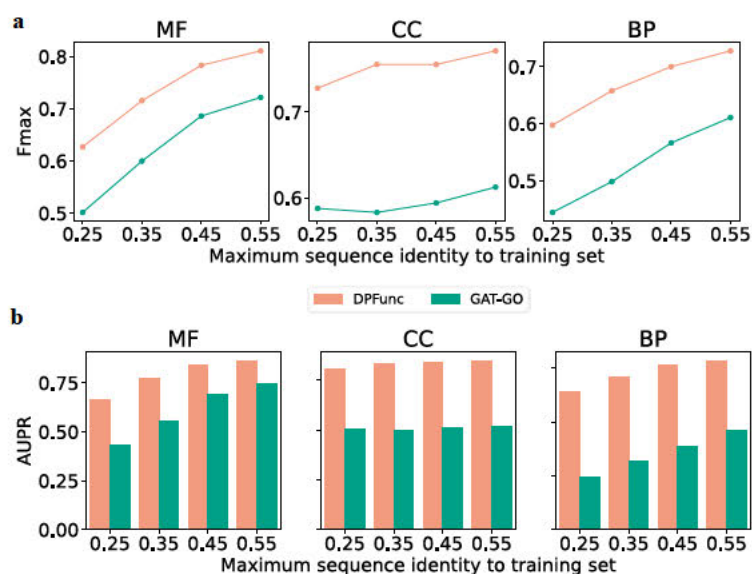 a
MF CC BP
0.8
0.7
0.6
0.5
Fmax
0.7
0.6
0.7
0.6
0.5
0.25 0.35 0.45 0.55 0.25 0.35 0.45 0.55 0.25 0.35 0.45 0.55
Maximum sequence identity to training set
DPFunc GAT-GO
b
MF CC BP
0.75
0.50
0.25
0.00
AUPR
0.25 0.35 0.45 0.55 0.25 0.35 0.45 0.55 0.25 0.35 0.45 0.55
Maximum sequence identity to training set